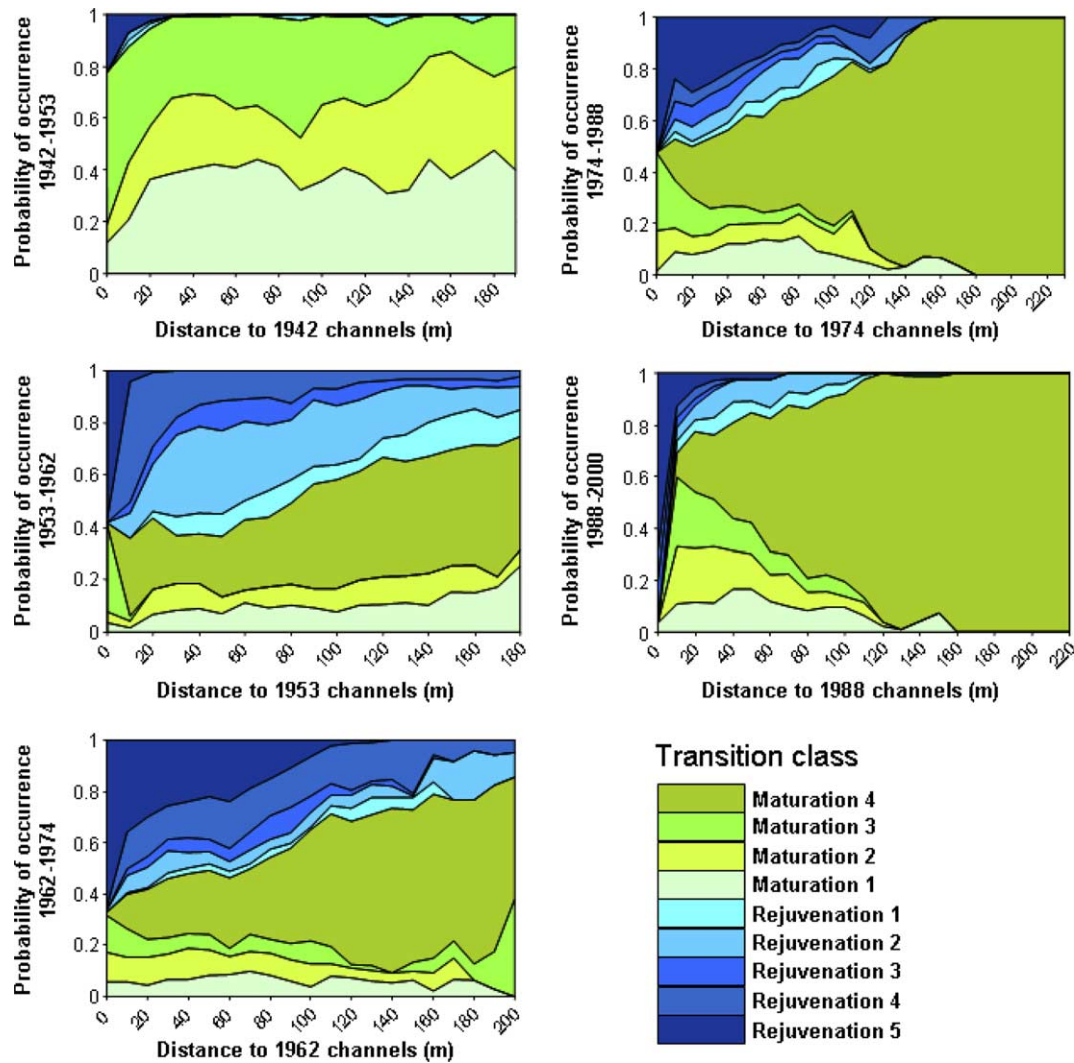 Probability of occurrence
1942-1953
1
0.8
0.6
0.4
0.2
0
0 20 40 60 80 100 120 140 160 180
Distance to 1942 channels (m)
Probability of occurrence
1974-1988
1
0.8
0.6
0.4
0.2
0
0 20 40 60 80 100 120 140 160 180 200 220
Distance to 1974 channels (m)
Probability of occurrence
1953-1962
1
0.8
0.6
0.4
0.2
0
0 20 40 60 80 100 120 140 160 180
Distance to 1953 channels (m)
Probability of occurrence
1988-2000
1
0.8
0.6
0.4
0.2
0
0 20 40 60 80 100 120 140 160 180 200 220
Distance to 1988 channels (m)
Probability of occurrence
1962-1974
1
0.8
0.6
0.4
0.2
0
0 20 40 60 80 100 120 140 160 180 200
Distance to 1962 channels (m)
Transition class
Maturation 4
Maturation 3
Maturation 2
Maturation 1
Rejuvenation 1
Rejuvenation 2
Rejuvenation 3
Rejuvenation 4
Rejuvenation 5